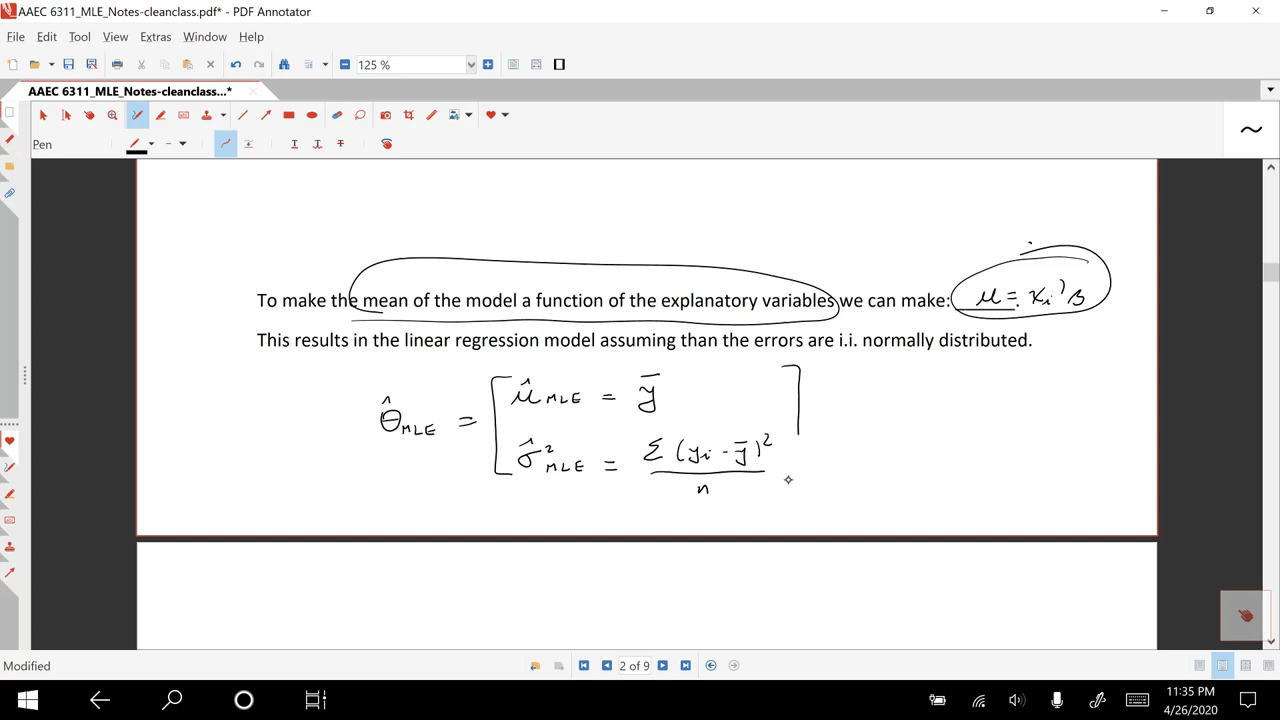 AAEC 6311_MLE_Notes-cleanclass.pdf* - PDF Annotator
File Edit Tool View Extras Window Help
125 %
AAEC 6311_MLE_Notes-cleanclass...*
Pen
To make the mean of the model a function of the explanatory variables we can make: μ = xᵢ'β
This results in the linear regression model assuming than the errors are i.i. normally distributed.
θ̂ MLE = [ μ̂ MLE = ȳ
σ̂² MLE = Σ (yᵢ - ȳ)² / n ]
Modified
2 of 9
11:35 PM
4/26/2020